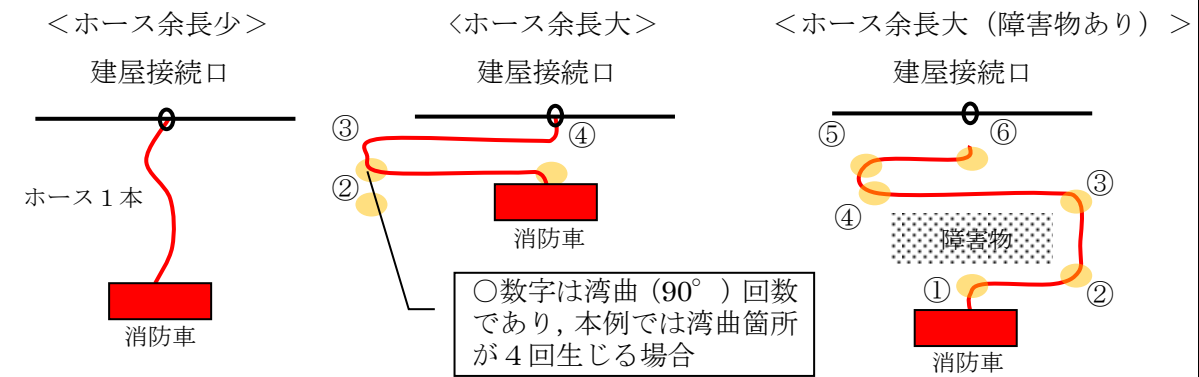 ＜ホース余長少＞
建屋接続口
ホース１本
消防車
＜ホース余長大＞
建屋接続口
③
④
②
消防車
○数字は湾曲（90°）回数
であり，本例では湾曲箇所
が４回生じる場合
＜ホース余長大（障害物あり）＞
建屋接続口
⑤
⑥
③
④
障害物
①
②
消防車